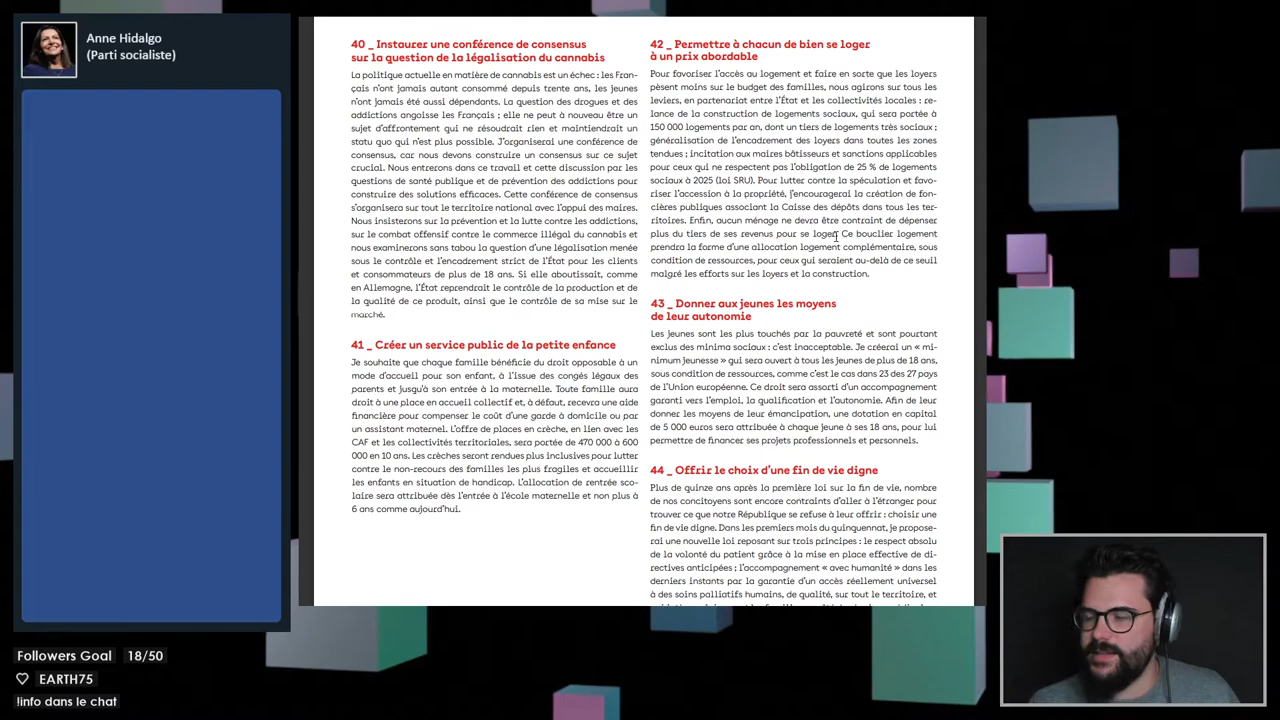 Anne Hidalgo
(Parti socialiste)
40 _ Instaurer une conférence de consensus
sur la question de la légalisation du cannabis
La politique actuelle en matière de cannabis est un échec : les Fran-
çais n'ont jamais autant consommé depuis trente ans, les jeunes
n'ont jamais été aussi dépendants. La question des drogues et des
addictions angoisse les Français ; elle ne peut à nouveau être un
sujet d'affrontement qui ne résoudrait rien et maintiendrait un
statu quo qui n'est plus possible. J'organiserai une conférence de
consensus, car nous devons construire un consensus sur ce sujet
crucial. Nous entrerons dans ce travail et cette discussion par les
questions de santé publique et de prévention des addictions pour
construire des solutions efficaces. Cette conférence de consensus
s'organisera sur tout le territoire national avec l'appui des maires.
Nous insisterons sur la prévention et la lutte contre les addictions,
sur le combat offensif contre le commerce illégal du cannabis et
nous examinerons sans tabou la question d'une légalisation menée
sous le contrôle et l'encadrement strict de l'État pour les clients
et consommateurs de plus de 18 ans. Si elle aboutissait, comme
en Allemagne, l'État reprendrait le contrôle de la production et de
la qualité de ce produit, ainsi que le contrôle de sa mise sur le
marché.
41 _ Créer un service public de la petite enfance
Je souhaite que chaque famille bénéficie du droit opposable à un
mode d'accueil pour son enfant, à l'issue des congés légaux des
parents et jusqu'à son entrée à la maternelle. Toute famille aura
droit à une place en accueil collectif et, à défaut, recevra une aide
financière pour compenser le coût d'une garde à domicile ou par
un assistant maternel. L'offre de places en crèche, en lien avec les
CAF et les collectivités territoriales, sera portée de 470 000 à 600
000 en 10 ans. Les crèches seront rendues plus inclusives pour lutter
contre le non-recours des familles les plus fragiles et accueillir
les enfants en situation de handicap. L'allocation de rentrée sco-
laire sera attribuée dès l'entrée à l'école maternelle et non plus à
6 ans comme aujourd'hui.
42 _ Permettre à chacun de bien se loger
à un prix abordable
Pour favoriser l'accès au logement et faire en sorte que les loyers
pèsent moins sur le budget des familles, nous agirons sur tous les
leviers, en partenariat entre l'État et les collectivités locales : re-
lance de la construction de logements sociaux, qui sera portée à
150 000 logements par an, dont un tiers de logements très sociaux ;
généralisation de l'encadrement des loyers dans toutes les zones
tendues ; incitation aux maires bâtisseurs et sanctions applicables
pour ceux qui ne respectent pas l'obligation de 25 % de logements
sociaux à 2025 (loi SRU). Pour lutter contre la spéculation et favo-
riser l'accession à la propriété, j'encouragerai la création de fon-
cières publiques associant la Caisse des dépôts dans tous les ter-
ritoires. Enfin, aucun ménage ne devra être contraint de dépenser
plus du tiers de ses revenus pour se loger. Ce bouclier logement
prendra la forme d'une allocation logement complémentaire, sous
condition de ressources, pour ceux qui seraient au-delà de ce seuil
malgré les efforts sur les loyers et la construction.
43 _ Donner aux jeunes les moyens
de leur autonomie
Les jeunes sont les plus touchés par la pauvreté et sont pourtant
exclus des minima sociaux : c'est inacceptable. Je créerai un « mi-
nimum jeunesse » qui sera ouvert à tous les jeunes de plus de 18 ans,
sous condition de ressources, comme c'est le cas dans 23 des 27 pays
de l'Union européenne. Ce droit sera assorti d'un accompagnement
garanti vers l'emploi, la qualification et l'autonomie. Afin de leur
donner les moyens de leur émancipation, une dotation en capital
de 5 000 euros sera attribuée à chaque jeune à ses 18 ans, pour lui
permettre de financer ses projets professionnels et personnels.
44 _ Offrir le choix d'une fin de vie digne
Plus de quinze ans après la première loi sur la fin de vie, nombre
de nos concitoyens sont encore contraints d'aller à l'étranger pour
trouver ce que notre République se refuse à leur offrir : choisir une
fin de vie digne. Dans les premiers mois du quinquennat, je propose-
rai une nouvelle loi reposant sur trois principes : le respect absolu
de la volonté du patient grâce à la mise en place effective de di-
rectives anticipées ; l'accompagnement « avec humanité » dans les
derniers instants par la garantie d'un accès réellement universel
à des soins palliatifs humains, de qualité, sur tout le territoire, et
Followers Goal 18/50
EARTH75
!info dans le chat